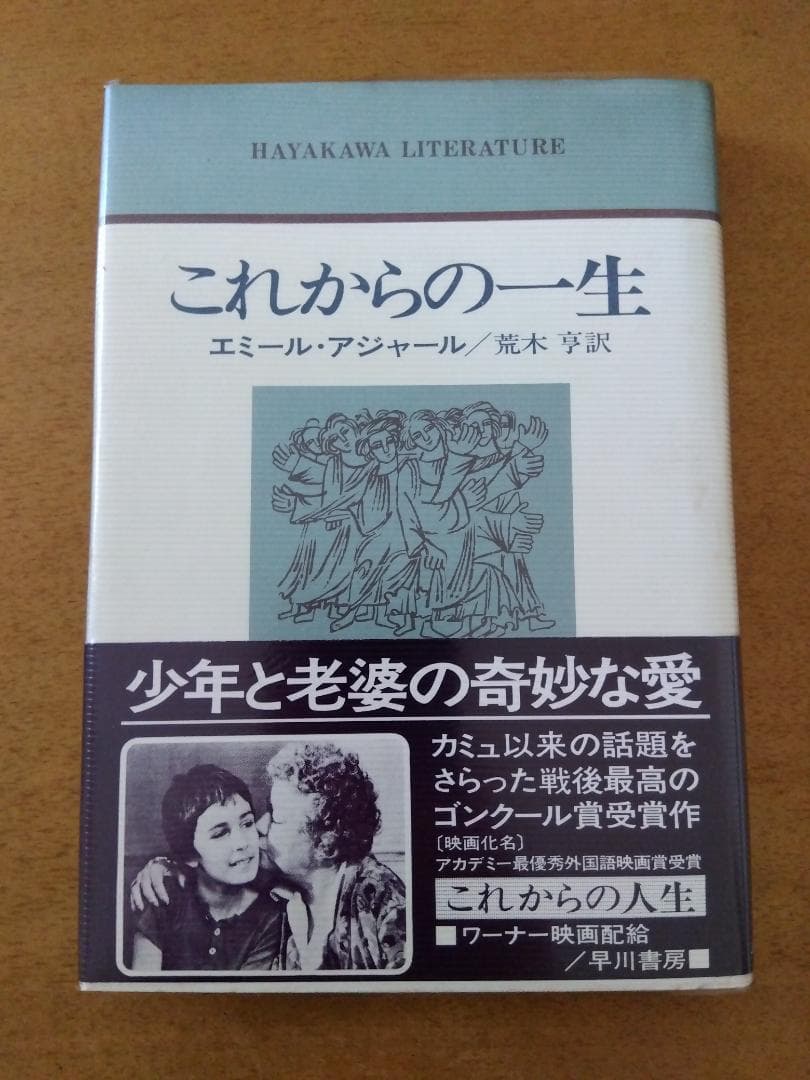 HAYAKAWA LITERATURE
これからの一生
エミール・アジャール／荒木 亨訳
少年と老婆の奇妙な愛
カミュ以来の話題を
さらった戦後最高の
ゴンクール賞受賞作
〔映画化名〕
アカデミー最優秀外国語映画賞受賞
これからの人生
■ワーナー映画配給
／早川書房■